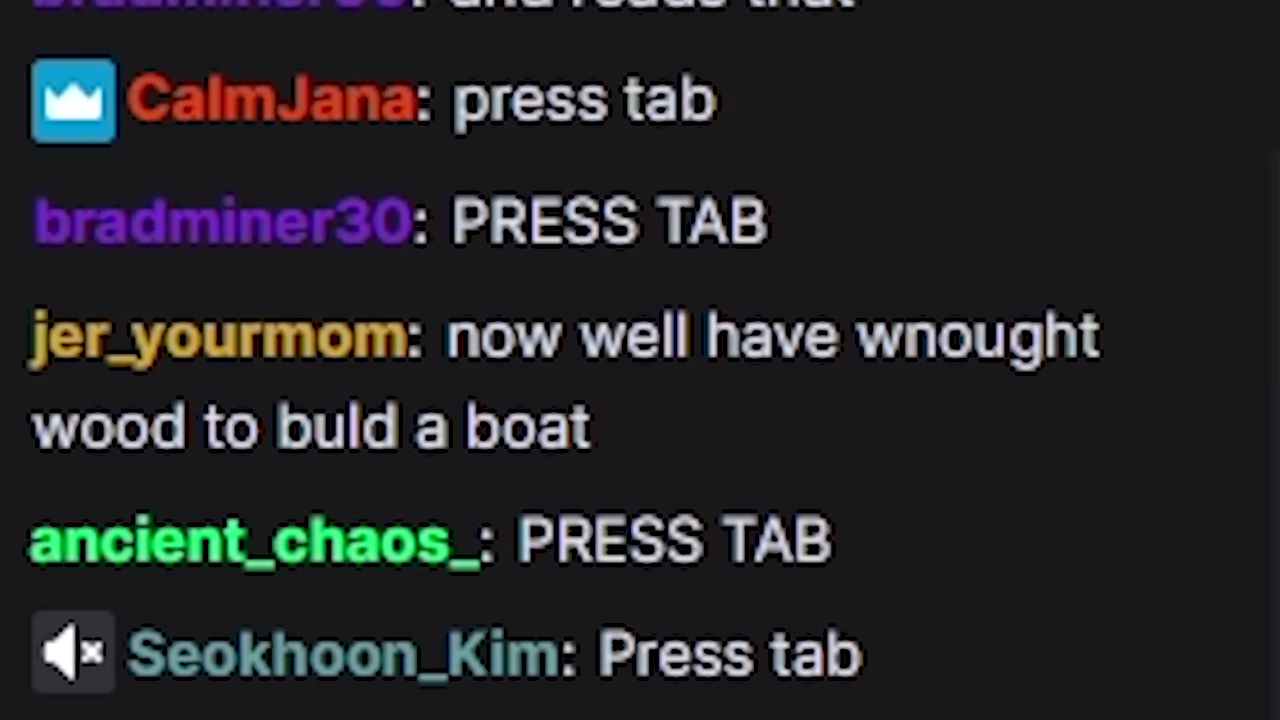 CalmJana: press tab
bradminer30: PRESS TAB
jer_yourmom: now well have wnought
wood to buld a boat
ancient_chaos_: PRESS TAB
Seokhoon_Kim: Press tab